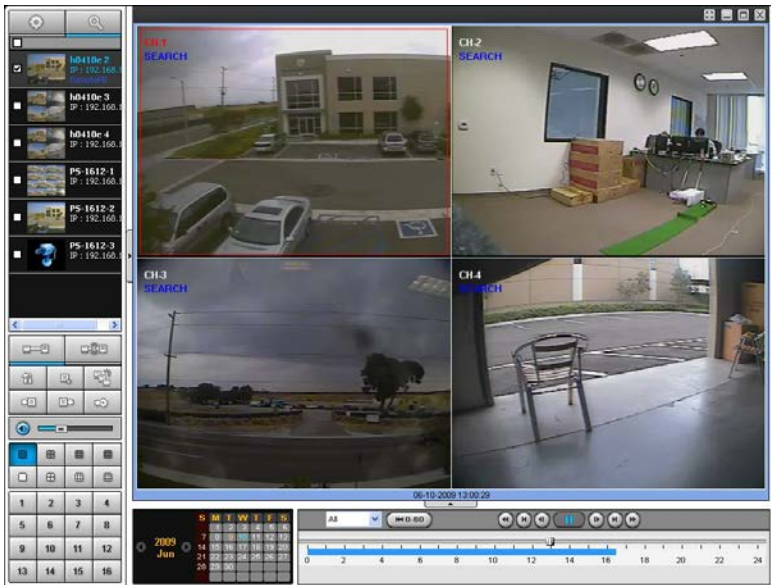 h0410e 2
IP : 192.168.1
RemotePB
h0410e 3
IP : 192.168.1
h0410e 4
IP : 192.168.1
PS-1612-1
IP : 192.168.
PS-1612-2
IP : 192.168.
PS-1612-3
IP : 192.168.
1 2 3 4
5 6 7 8
9 10 11 12
13 14 15 16
CH-1
SEARCH
CH-2
SEARCH
CH-3
SEARCH
CH-4
SEARCH
06-10-2009 13:00:29
2009
Jun
S M T W T F S
1 2 3 4 5 6
7 8 9 10 11 12 13
14 15 16 17 18 19 20
21 22 23 24 25 26 27
28 29 30
All
0-60
0 2 4 6 8 10 12 14 16 18 20 22 24